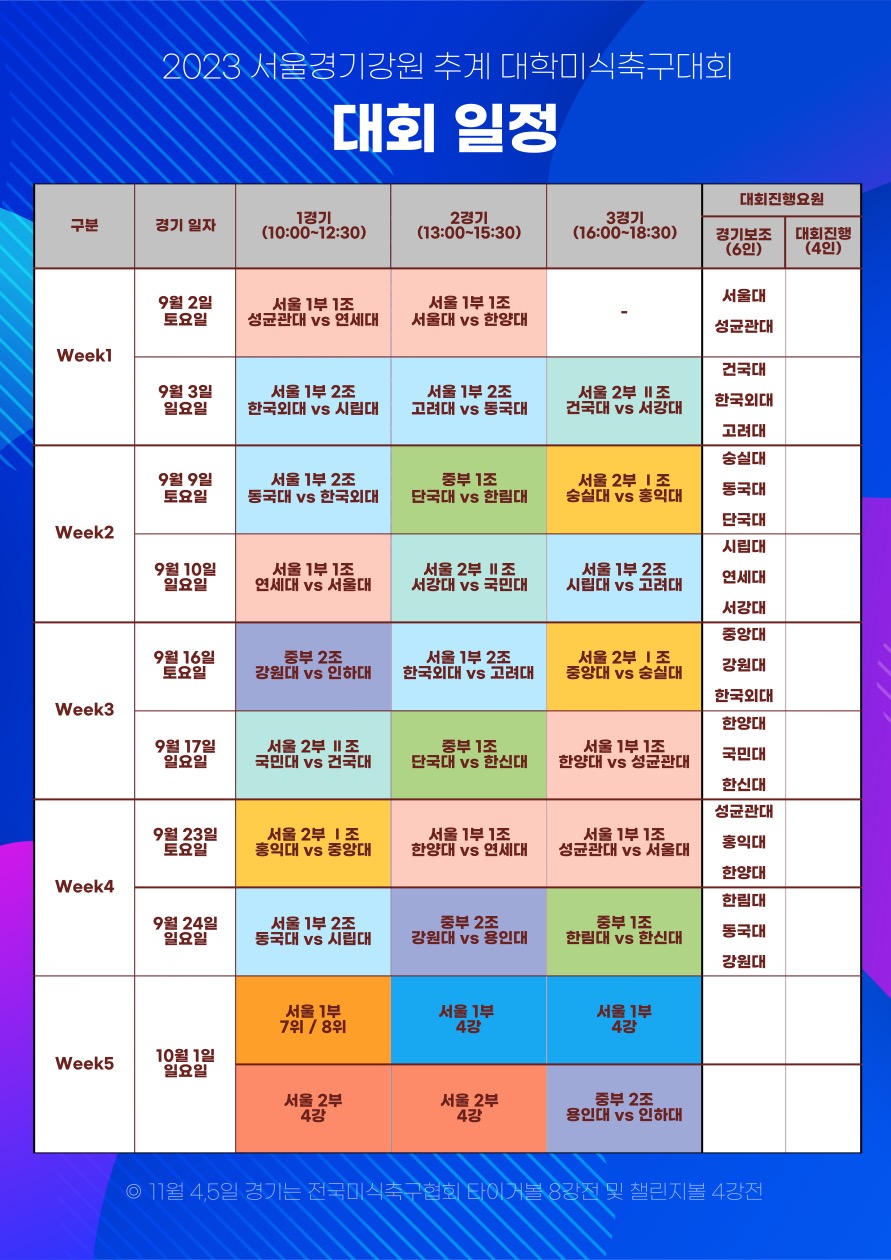 2023 서울경기강원 추계 대학미식축구대회
대회 일정
구분
경기 일자
1경기
(10:00~12:30)
2경기
(13:00~15:30)
3경기
(16:00~18:30)
대회진행요원
경기보조
(6인)
대회진행
(4인)
Week1
9월 2일
토요일
서울 1부 1조
성균관대 vs 연세대
서울 1부 1조
서울대 vs 한양대
-
서울대
성균관대
9월 3일
일요일
서울 1부 2조
한국외대 vs 시립대
서울 1부 2조
고려대 vs 동국대
서울 2부 Ⅱ조
건국대 vs 서강대
건국대
한국외대
고려대
Week2
9월 9일
토요일
서울 1부 2조
동국대 vs 한국외대
중부 1조
단국대 vs 한림대
서울 2부 Ⅰ조
숭실대 vs 홍익대
숭실대
동국대
단국대
9월 10일
일요일
서울 1부 1조
연세대 vs 서울대
서울 2부 Ⅱ조
서강대 vs 국민대
서울 1부 2조
시립대 vs 고려대
시립대
연세대
서강대
Week3
9월 16일
토요일
중부 2조
강원대 vs 인하대
서울 1부 2조
한국외대 vs 고려대
서울 2부 Ⅰ조
중앙대 vs 숭실대
중앙대
강원대
한국외대
9월 17일
일요일
서울 2부 Ⅱ조
국민대 vs 건국대
중부 1조
단국대 vs 한신대
서울 1부 1조
한양대 vs 성균관대
한양대
국민대
한신대
Week4
9월 23일
토요일
서울 2부 Ⅰ조
홍익대 vs 중앙대
서울 1부 1조
한양대 vs 연세대
서울 1부 1조
성균관대 vs 서울대
성균관대
홍익대
한양대
9월 24일
일요일
서울 1부 2조
동국대 vs 시립대
중부 2조
강원대 vs 용인대
중부 1조
한림대 vs 한신대
한림대
동국대
강원대
Week5
10월 1일
일요일
서울 1부
7위 / 8위
서울 1부
4강
서울 1부
4강
서울 2부
4강
서울 2부
4강
중부 2조
용인대 vs 인하대
◎ 11월 4,5일 경기는 전국미식축구협회 타이거볼 8강전 및 챌린지볼 4강전